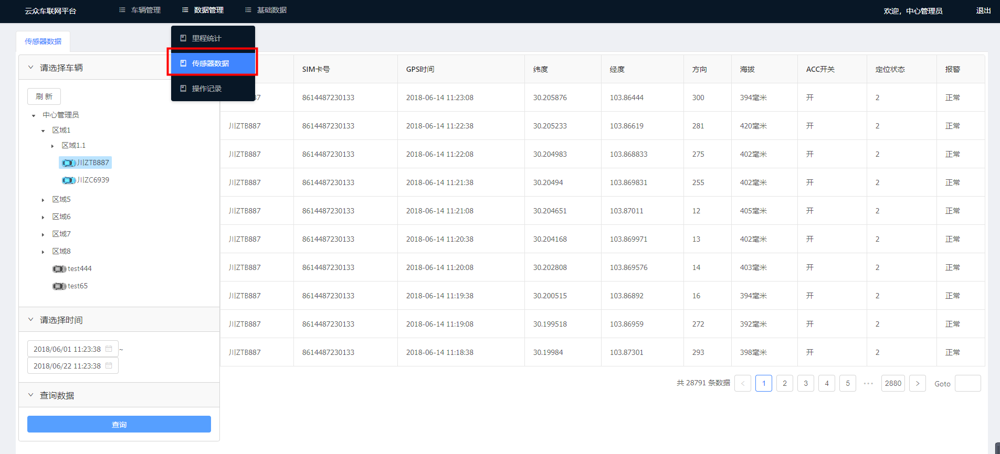 云众车联网平台 车辆管理 数据管理 基础数据 欢迎，中心管理员 退出
里程统计
传感器数据
操作记录
传感器数据
请选择车辆
刷 新
中心管理员
区域1
区域1.1
川ZTB887
川ZC6939
区域5
区域6
区域7
区域8
test444
test65
请选择时间
2018/06/01 11:23:38 ~
2018/06/22 11:23:38
查询数据
查询
SIM卡号 GPS时间 纬度 经度 方向 海拔 ACC开关 定位状态 报警
87 8614487230133 2018-06-14 11:23:08 30.205876 103.86444 300 394毫米 开 2 正常
川ZTB887 8614487230133 2018-06-14 11:22:38 30.205233 103.86619 281 420毫米 开 2 正常
川ZTB887 8614487230133 2018-06-14 11:22:08 30.204983 103.868833 275 402毫米 开 2 正常
川ZTB887 8614487230133 2018-06-14 11:21:38 30.20494 103.869831 255 402毫米 开 2 正常
川ZTB887 8614487230133 2018-06-14 11:21:08 30.204651 103.87011 12 405毫米 开 2 正常
川ZTB887 8614487230133 2018-06-14 11:20:38 30.204168 103.869971 13 402毫米 开 2 正常
川ZTB887 8614487230133 2018-06-14 11:20:08 30.202808 103.869576 14 403毫米 开 2 正常
川ZTB887 8614487230133 2018-06-14 11:19:38 30.200515 103.86892 16 394毫米 开 2 正常
川ZTB887 8614487230133 2018-06-14 11:19:08 30.199518 103.86959 272 392毫米 开 2 正常
川ZTB887 8614487230133 2018-06-14 11:18:38 30.19984 103.87301 293 398毫米 开 2 正常
共 28791 条数据 < 1 2 3 4 5 ••• 2880 > Goto